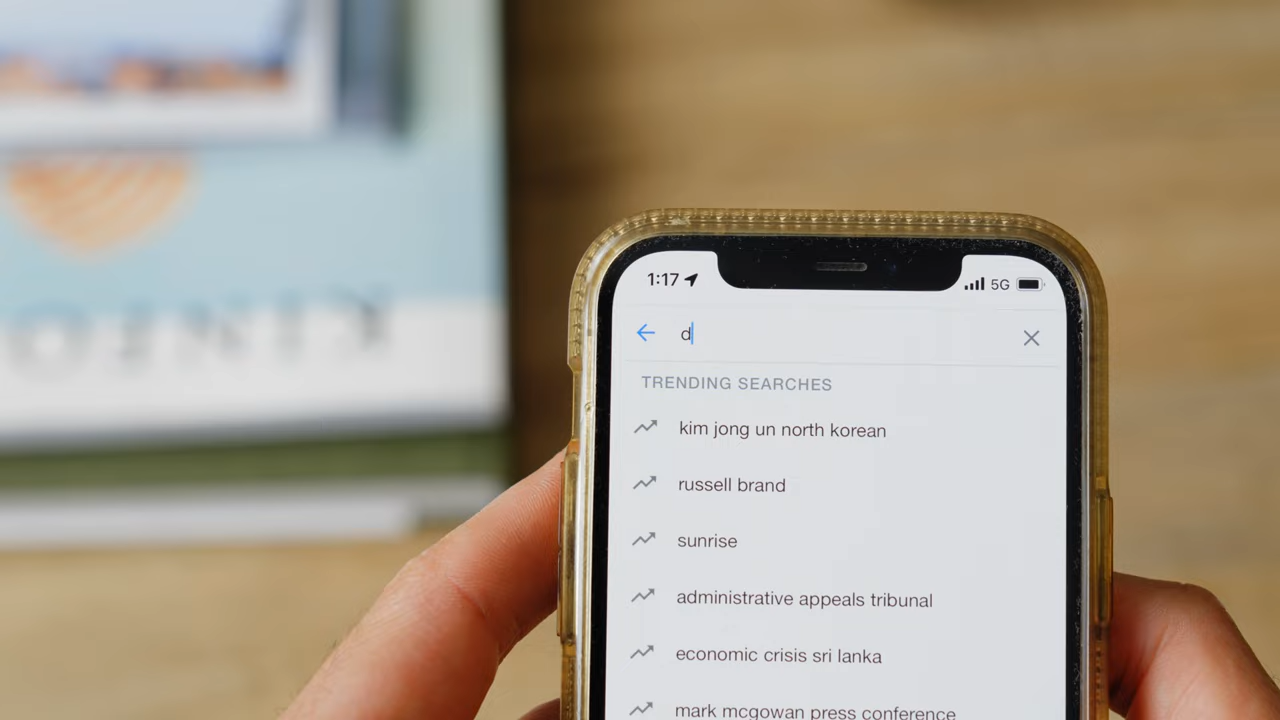 1:17
5G
d
TRENDING SEARCHES
kim jong un north korean
russell brand
sunrise
administrative appeals tribunal
economic crisis sri lanka
mark mcgowan press conference